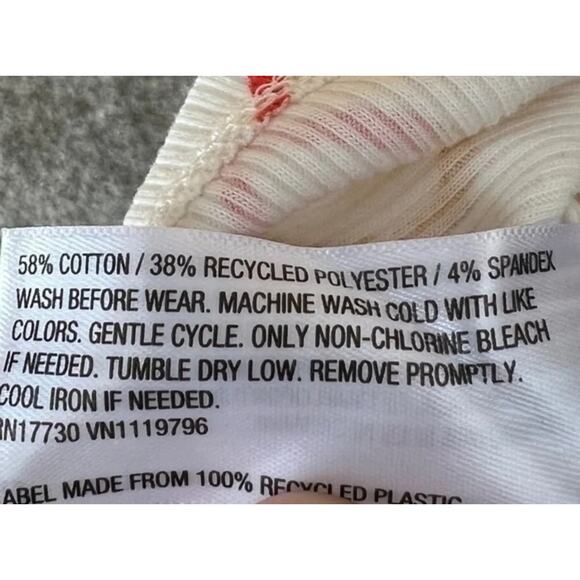 58% COTTON / 38% RECYCLED POLYESTER / 4% SPANDEX
WASH BEFORE WEAR. MACHINE WASH COLD WITH LIKE
COLORS. GENTLE CYCLE. ONLY NON-CHLORINE BLEACH
IF NEEDED. TUMBLE DRY LOW. REMOVE PROMPTLY.
COOL IRON IF NEEDED.
RN17730 VN1119796
ABEL MADE FROM 100% RECYCLED PLASTIC